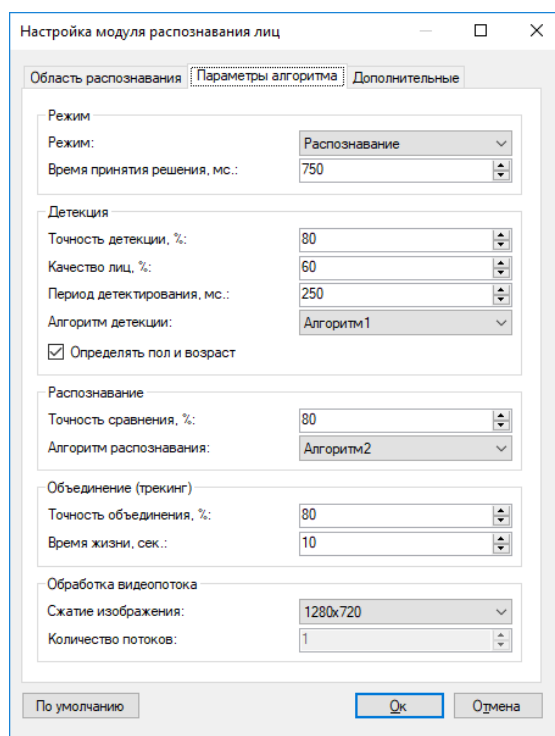 Настройка модуля распознавания лиц
Область распознавания Параметры алгоритма Дополнительные
Режим
Режим: Распознавание
Время принятия решения, мс.: 750
Детекция
Точность детекции, %: 80
Качество лиц, %: 60
Период детектирования, мс.: 250
Алгоритм детекции: Алгоритм1
Определять пол и возраст
Распознавание
Точность сравнения, %: 80
Алгоритм распознавания: Алгоритм2
Объединение (трекинг)
Точность объединения, %: 80
Время жизни, сек.: 10
Обработка видеопотока
Сжатие изображения: 1280x720
Количество потоков: 1
По умолчанию Ок Отмена